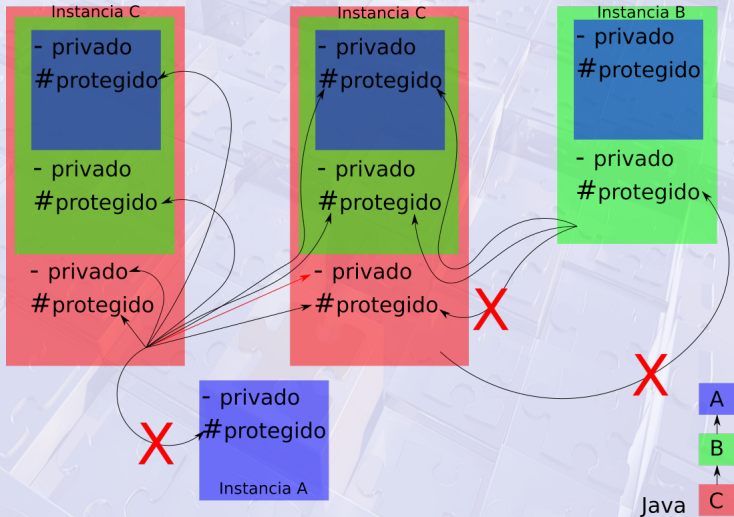 Instancia C
- privado
#protegido
- privado
#protegido
- privado
#protegido
Instancia C
- privado
#protegido
- privado
#protegido
- privado
#protegido
Instancia B
- privado
#protegido
- privado
#protegido
X
X
X
- privado
#protegido
Instancia A
A
B
C
Java